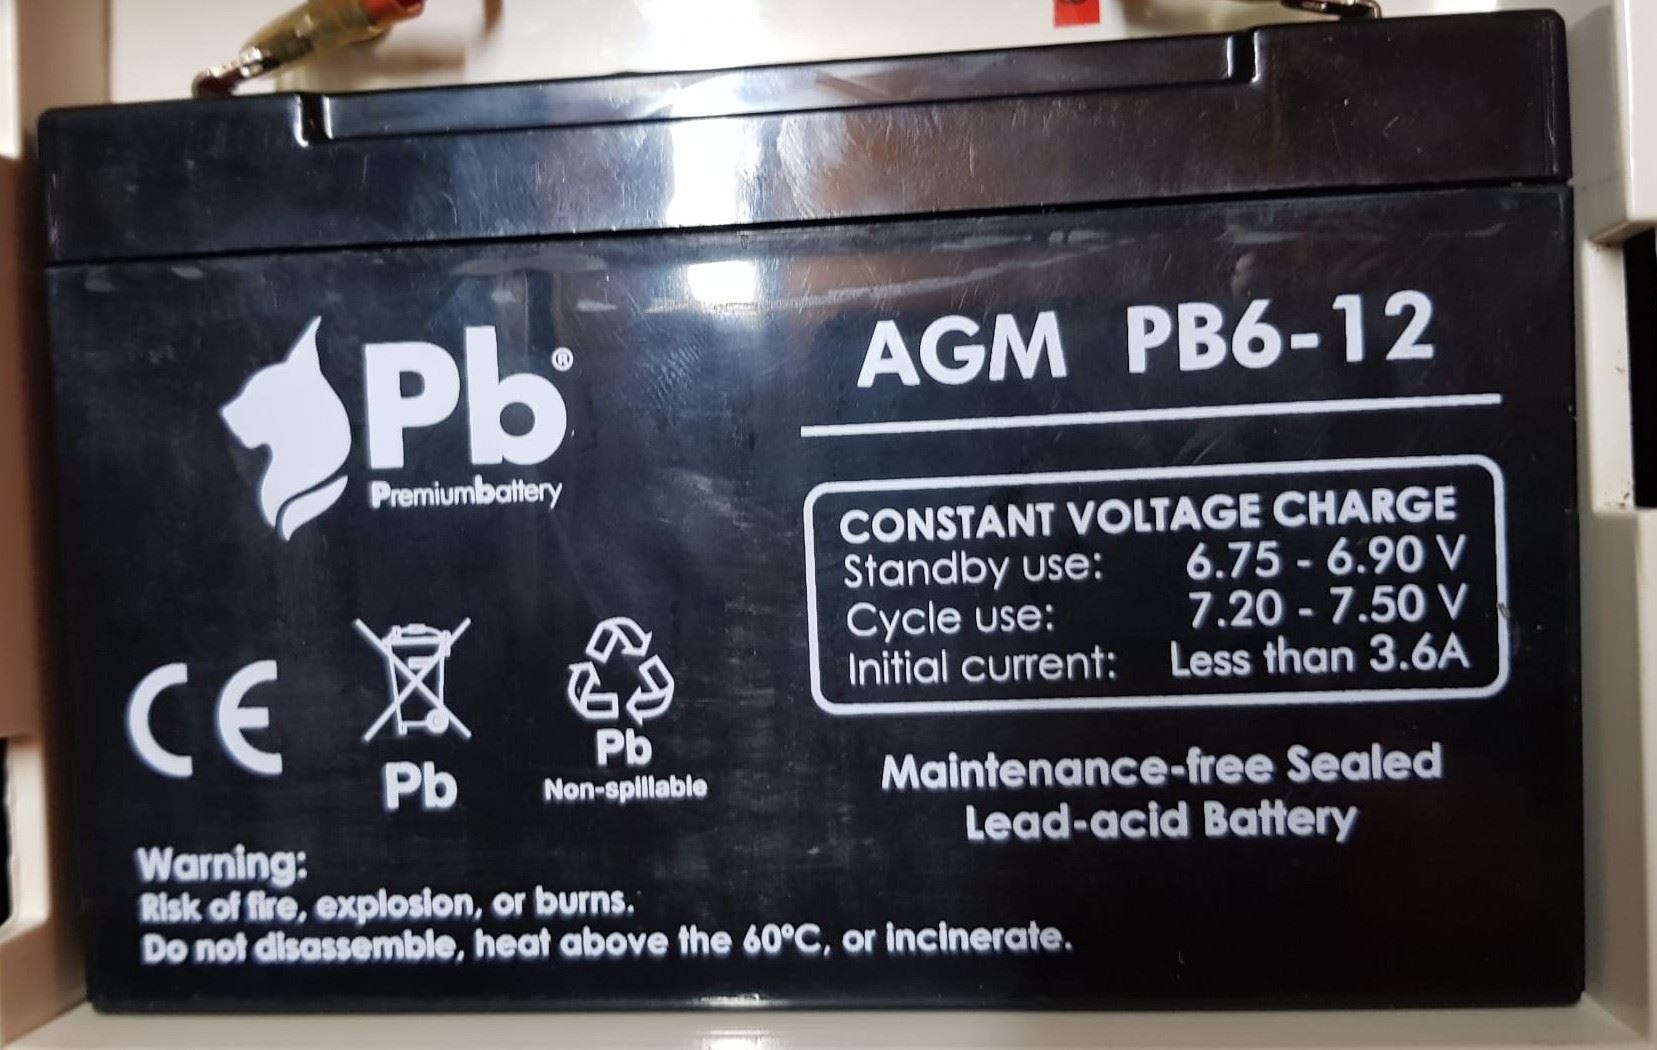 Pb®
Premiumbattery
AGM PB6-12
CONSTANT VOLTAGE CHARGE
Standby use: 6.75 - 6.90 V
Cycle use: 7.20 - 7.50 V
Initial current: Less than 3.6A
CE
Pb
Pb
Non-spillable
Maintenance-free Sealed
Lead-acid Battery
Warning:
Risk of fire, explosion, or burns.
Do not disassemble, heat above the 60°C, or incinerate.